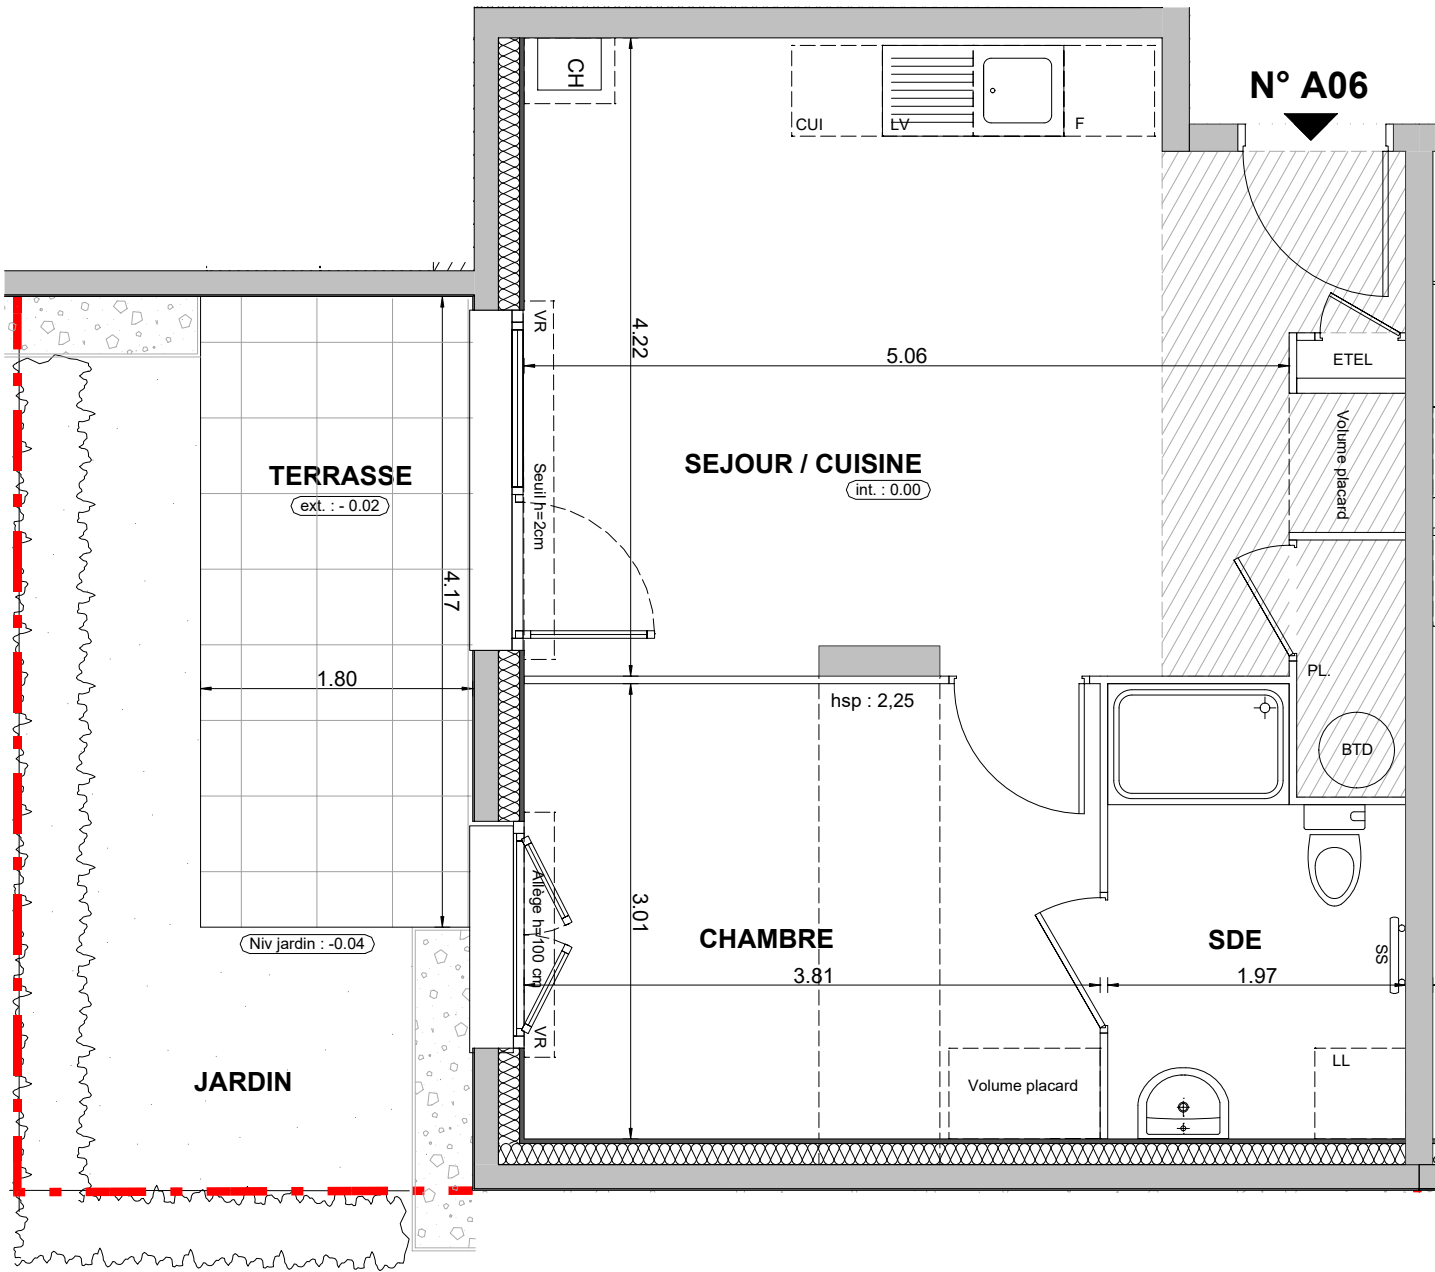 N° A06
CH
CUI
LV
F
VR
4.22
5.06
ETEL
Volume placard
SEJOUR / CUISINE
int. : 0.00
TERRASSE
ext. : - 0.02
Seuil h=2cm
4.17
1.80
PL.
hsp : 2,25
BTD
Allège h=100 cm
3.01
CHAMBRE
SDE
SS
Niv jardin : -0.04
3.81
1.97
VR
JARDIN
Volume placard
LL